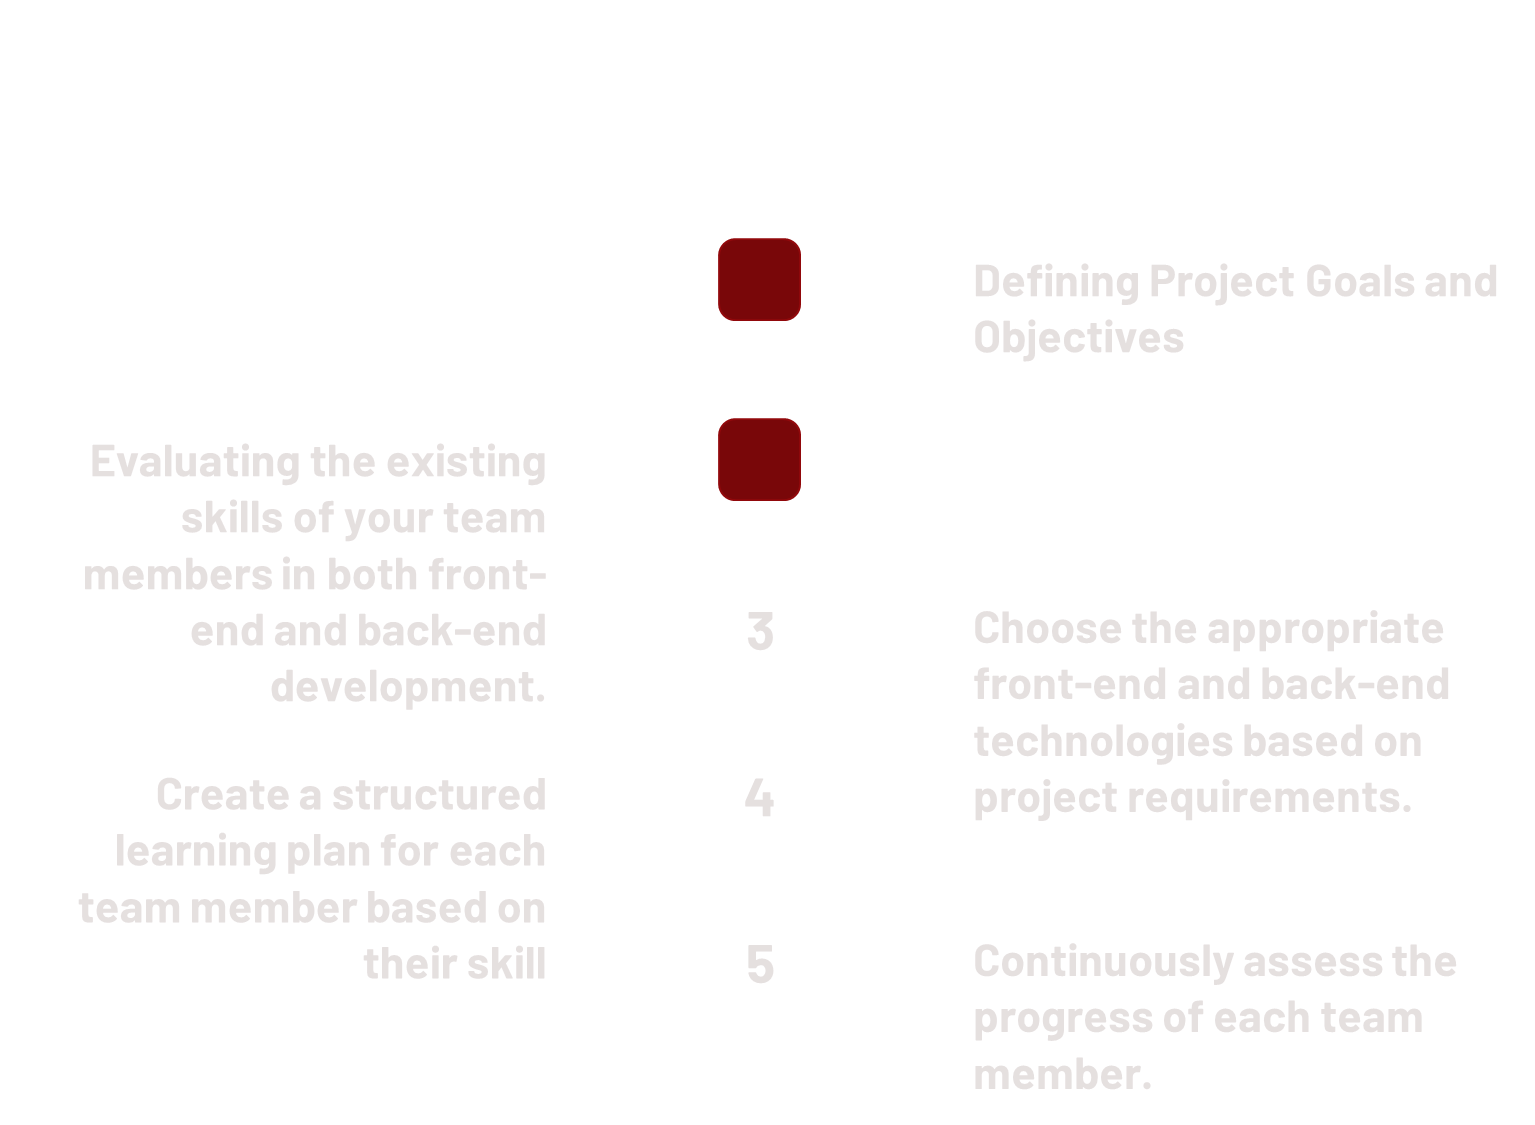 Defining Project Goals and
Objectives
Evaluating the existing
skills of your team
members in both front-
end and back-end
development.
3
Choose the appropriate
front-end and back-end
technologies based on
project requirements.
4
Create a structured
learning plan for each
team member based on
their skill
5
Continuously assess the
progress of each team
member.